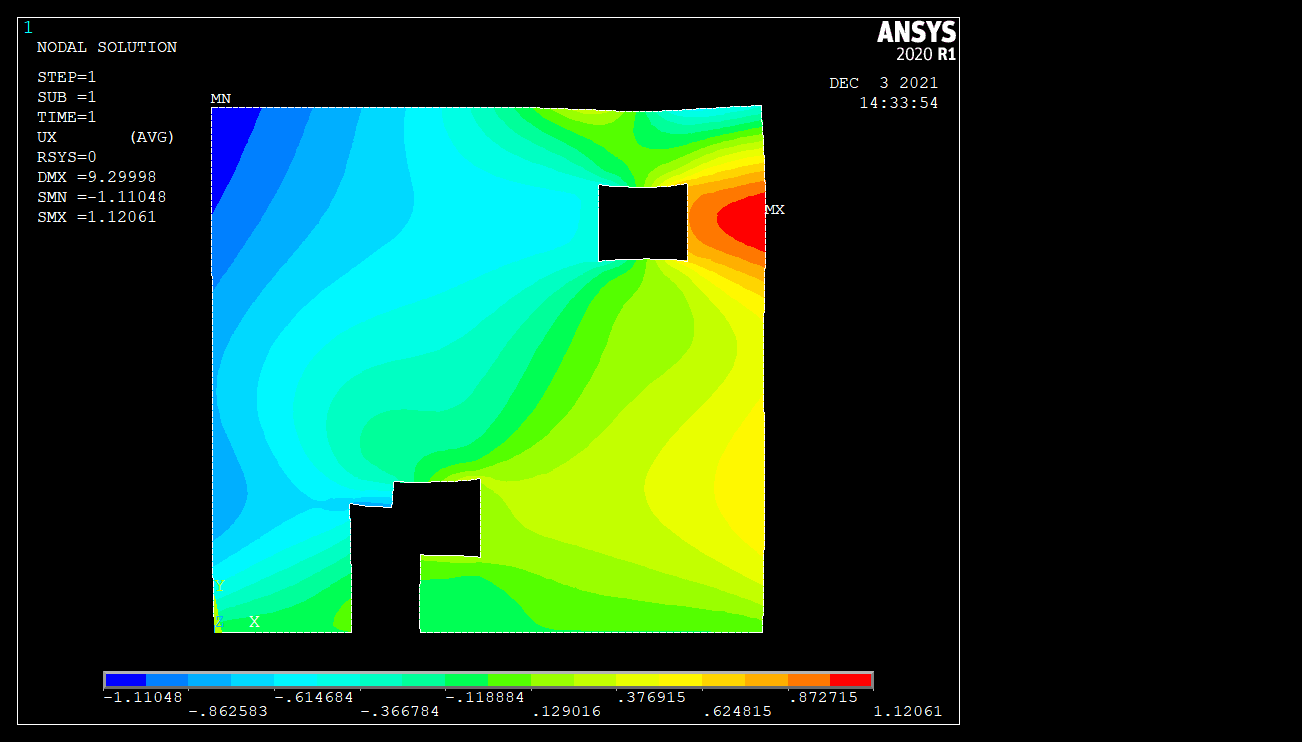 1
NODAL SOLUTION
STEP=1
SUB =1
TIME=1
UX (AVG)
RSYS=0
DMX =9.29998
SMN =-1.11048
SMX =1.12061
ANSYS
2020 R1
DEC 3 2021
14:33:54
MN
MX
Y
Z X
-1.11048 -.614684 -.118884 .376915 .872715
-.862583 -.366784 .129016 .624815 1.12061